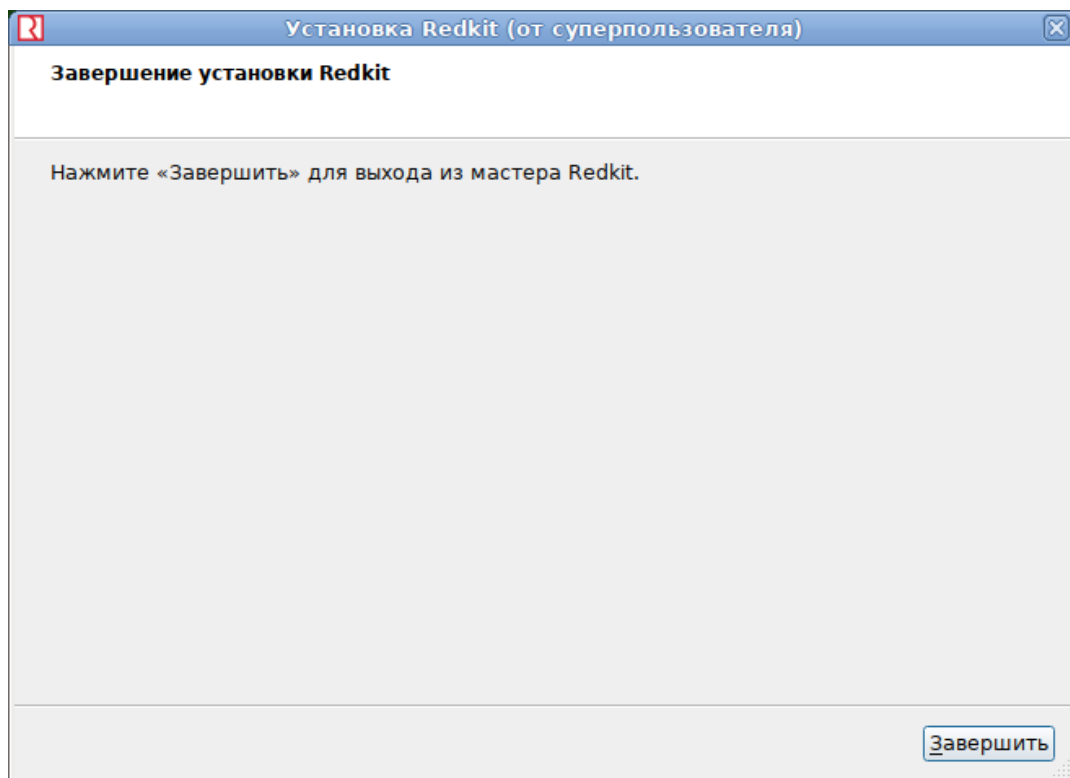 Установка Redkit (от суперпользователя)
Завершение установки Redkit
Нажмите «Завершить» для выхода из мастера Redkit.
Завершить